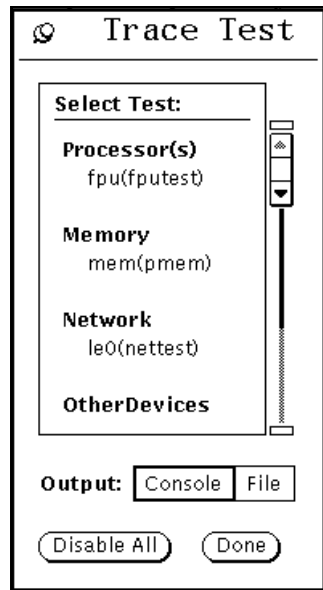 Trace Test
Select Test:
Processor(s)
fpu(fputest)
Memory
mem(pmem)
Network
le0(nettest)
OtherDevices
Output: Console File
Disable All Done